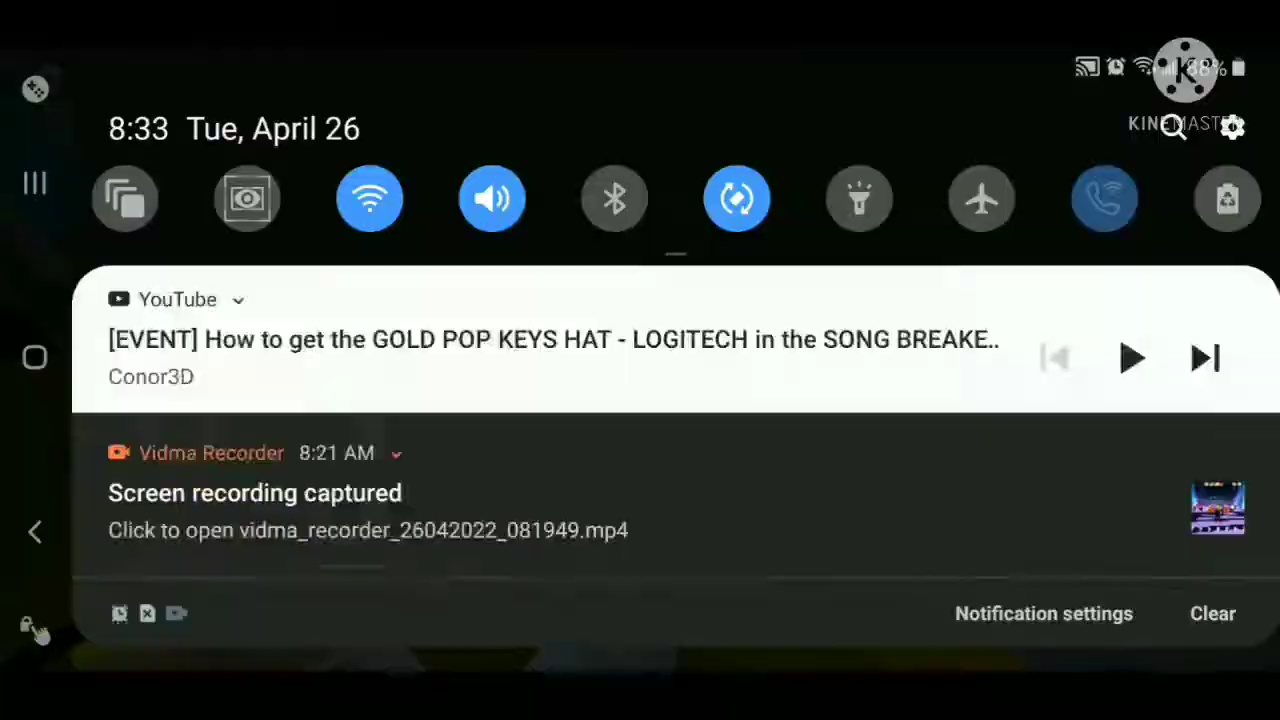 88%
KINEMASTER
8:33 Tue, April 26
YouTube
[EVENT] How to get the GOLD POP KEYS HAT - LOGITECH in the SONG BREAKE..
Conor3D
Vidma Recorder 8:21 AM
Screen recording captured
Click to open vidma_recorder_26042022_081949.mp4
Notification settings Clear